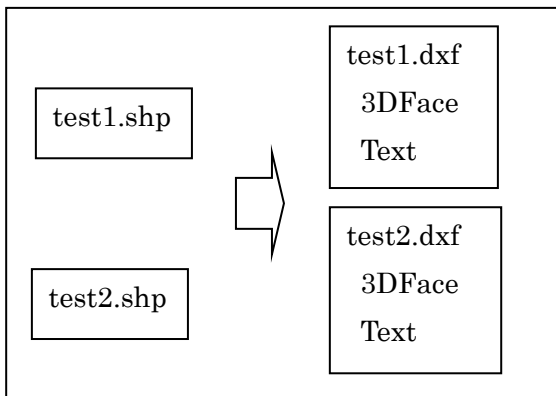 test1.shp
test2.shp
test1.dxf
3DFace
Text
test2.dxf
3DFace
Text